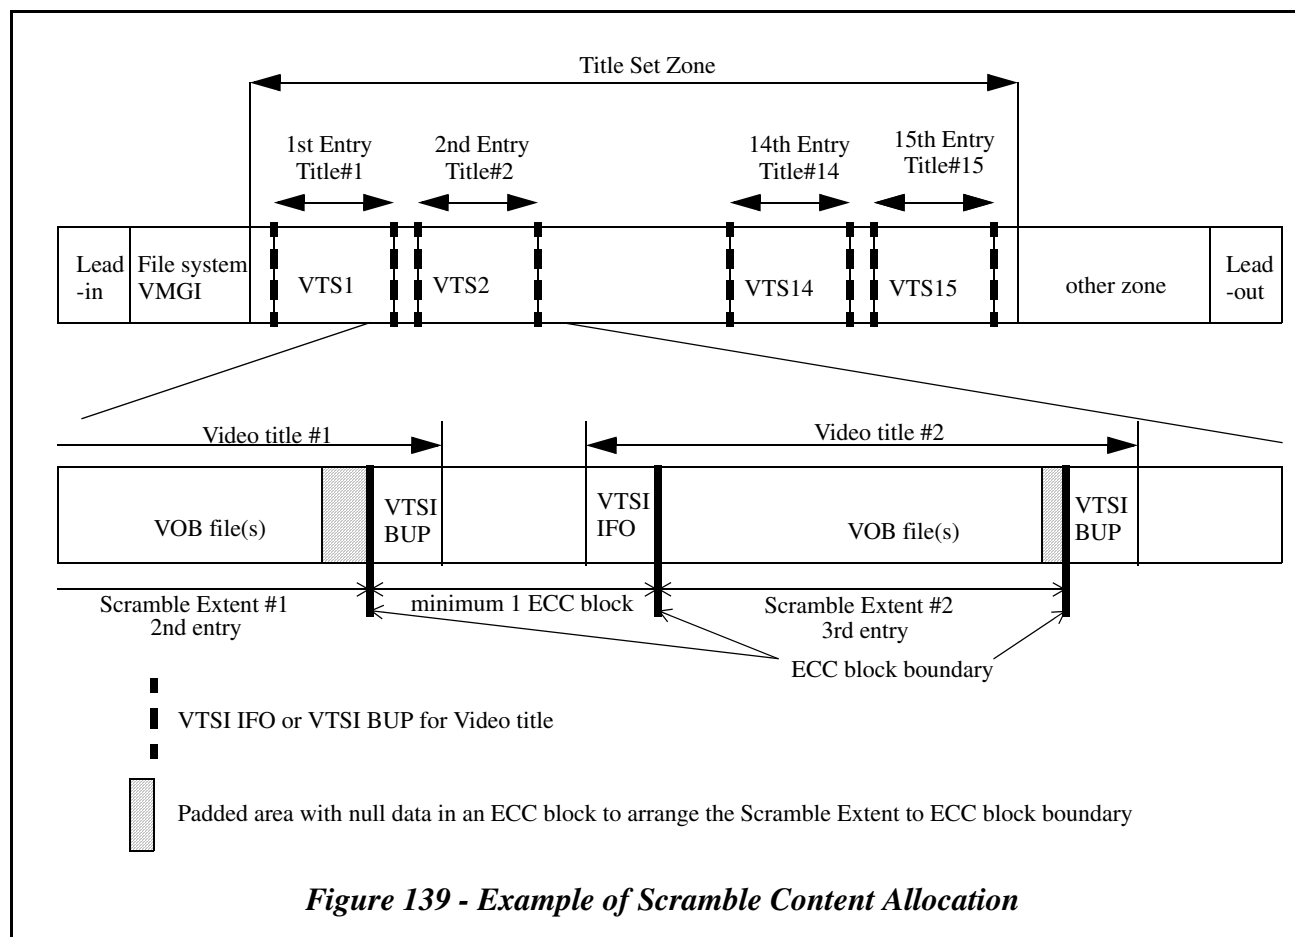 Title Set Zone
1st Entry
Title#1
2nd Entry
Title#2
14th Entry
Title#14
15th Entry
Title#15
Lead
-in
File system
VMGI
VTS1
VTS2
VTS14
VTS15
other zone
Lead
-out
Video title #1
Video title #2
VOB file(s)
VTSI
BUP
VTSI
IFO
VOB file(s)
VTSI
BUP
Scramble Extent #1
2nd entry
minimum 1 ECC block
Scramble Extent #2
3rd entry
ECC block boundary
VTSI IFO or VTSI BUP for Video title
Padded area with null data in an ECC block to arrange the Scramble Extent to ECC block boundary
Figure 139 - Example of Scramble Content Allocation